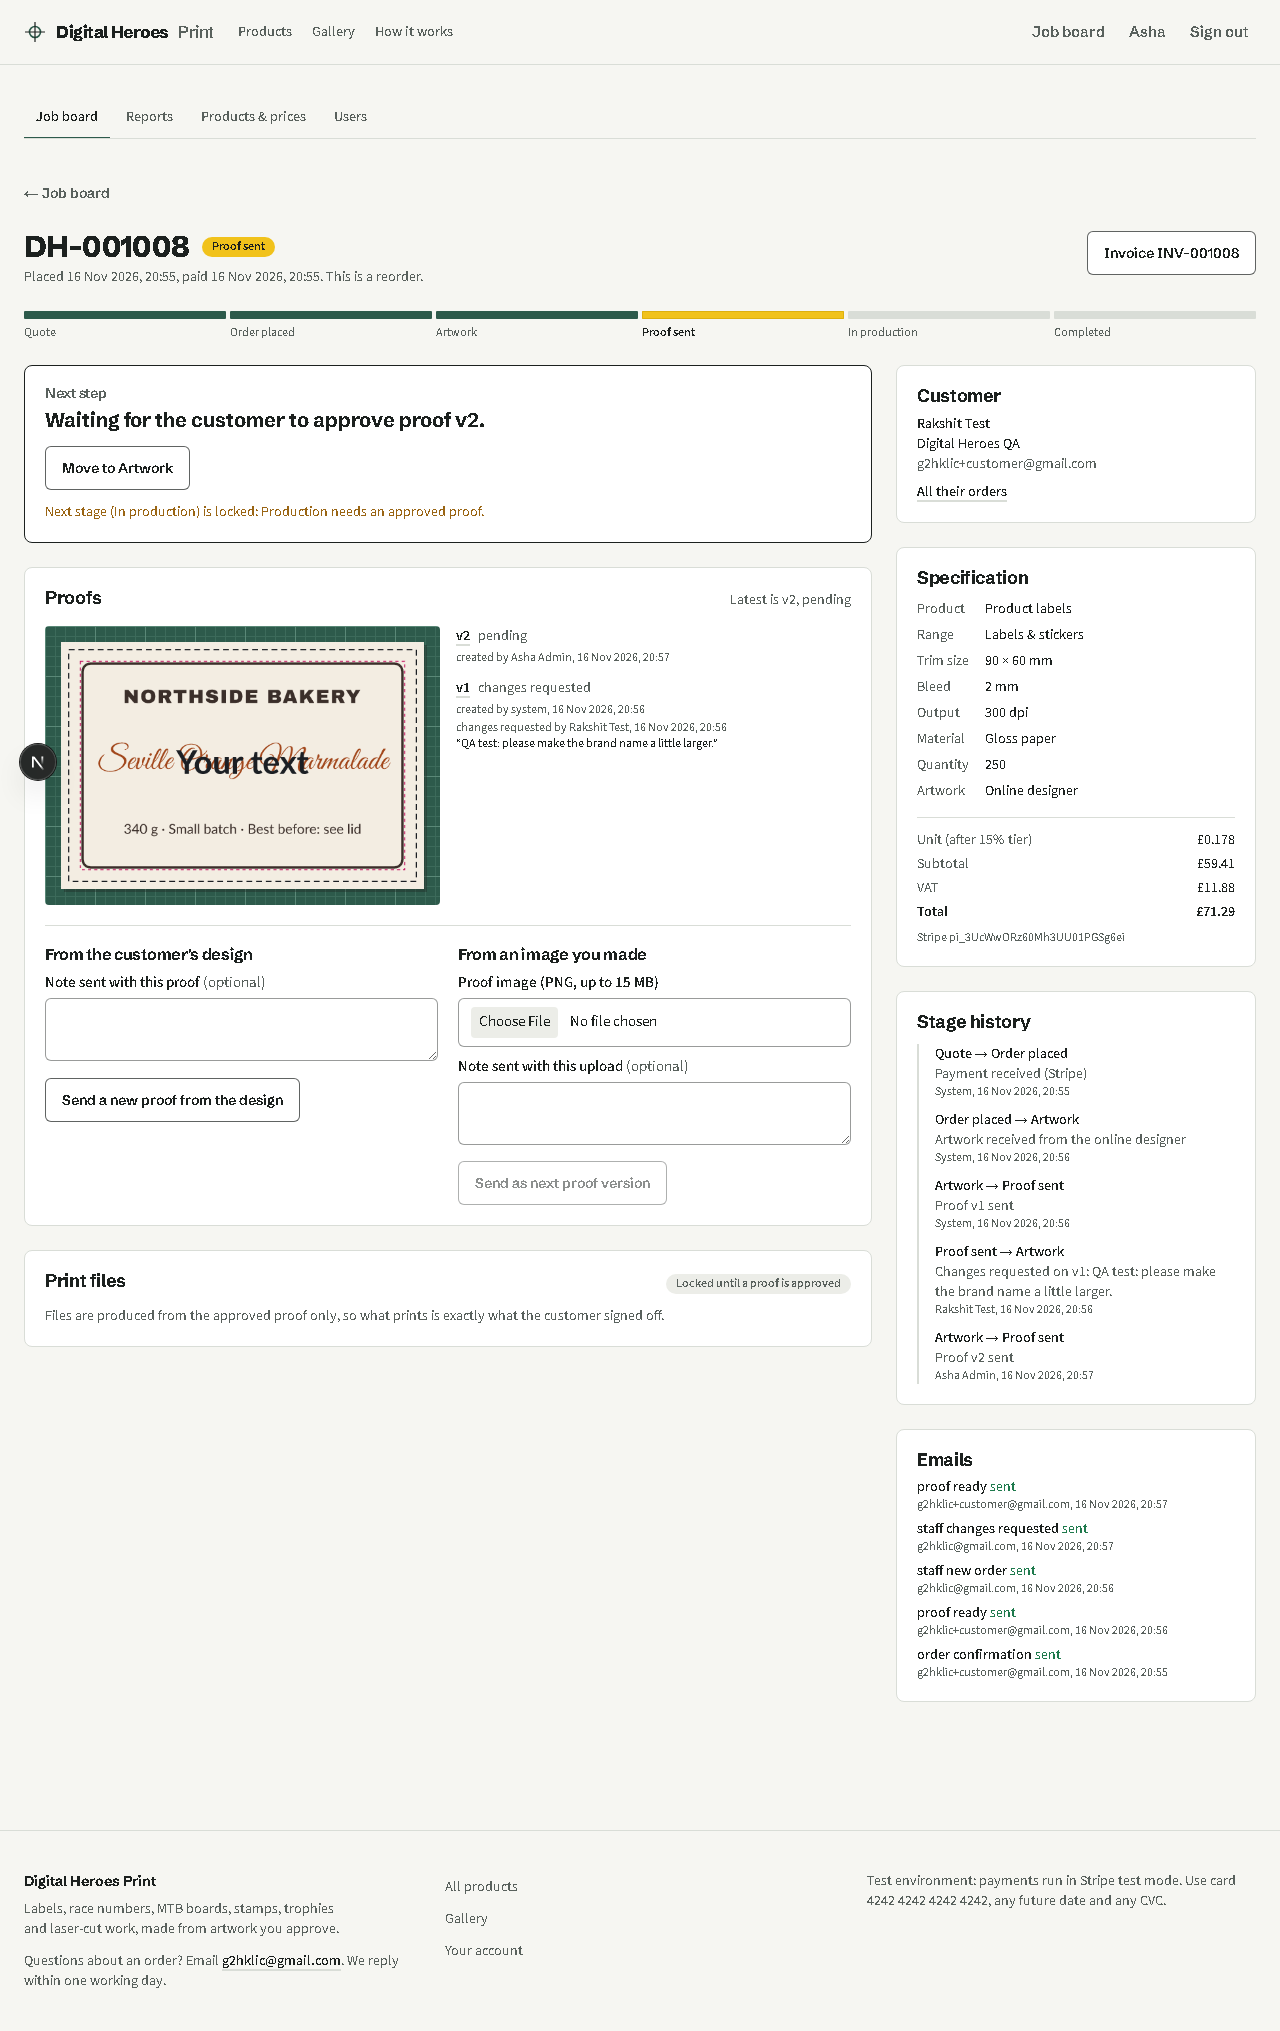 Digital Heroes Print
Products
Gallery
How it works
Job board
Asha
Sign out
Job board
Reports
Products & prices
Users
← Job board
DH-001008
Proof sent
Placed 16 Nov 2026, 20:55, paid 16 Nov 2026, 20:55. This is a reorder.
Invoice INV-001008
Quote
Order placed
Artwork
Proof sent
In production
Completed
Next step
Waiting for the customer to approve proof v2.
Move to Artwork
Next stage (In production) is locked: Production needs an approved proof.
Proofs
Latest is v2, pending
NORTHSIDE BAKERY
Seville Orange Marmalade
Your text
340 g · Small batch · Best before: see lid
N
v2 pending
created by Asha Admin, 16 Nov 2026, 20:57
v1 changes requested
created by system, 16 Nov 2026, 20:56
changes requested by Rakshit Test, 16 Nov 2026, 20:56
“QA test: please make the brand name a little larger.”
From the customer's design
Note sent with this proof (optional)
Send a new proof from the design
From an image you made
Proof image (PNG, up to 15 MB)
Choose File No file chosen
Note sent with this upload (optional)
Send as next proof version
Print files
Locked until a proof is approved
Files are produced from the approved proof only, so what prints is exactly what the customer signed off.
Customer
Rakshit Test
Digital Heroes QA
g2hklic+customer@gmail.com
All their orders
Specification
Product Product labels
Range Labels & stickers
Trim size 90 × 60 mm
Bleed 2 mm
Output 300 dpi
Material Gloss paper
Quantity 250
Artwork Online designer
Unit (after 15% tier) £0.178
Subtotal £59.41
VAT £11.88
Total £71.29
Stripe pi_3UcWwORz60Mh3UU01PGSg6ei
Stage history
Quote → Order placed
Payment received (Stripe)
System, 16 Nov 2026, 20:55
Order placed → Artwork
Artwork received from the online designer
System, 16 Nov 2026, 20:56
Artwork → Proof sent
Proof v1 sent
System, 16 Nov 2026, 20:56
Proof sent → Artwork
Changes requested on v1: QA test: please make
the brand name a little larger.
Rakshit Test, 16 Nov 2026, 20:56
Artwork → Proof sent
Proof v2 sent
Asha Admin, 16 Nov 2026, 20:57
Emails
proof ready sent
g2hklic+customer@gmail.com, 16 Nov 2026, 20:57
staff changes requested sent
g2hklic@gmail.com, 16 Nov 2026, 20:57
staff new order sent
g2hklic@gmail.com, 16 Nov 2026, 20:56
proof ready sent
g2hklic+customer@gmail.com, 16 Nov 2026, 20:56
order confirmation sent
g2hklic+customer@gmail.com, 16 Nov 2026, 20:55
Digital Heroes Print
Labels, race numbers, MTB boards, stamps, trophies
and laser-cut work, made from artwork you approve.
Questions about an order? Email g2hklic@gmail.com. We reply
within one working day.
All products
Gallery
Your account
Test environment: payments run in Stripe test mode. Use card
4242 4242 4242 4242, any future date and any CVC.